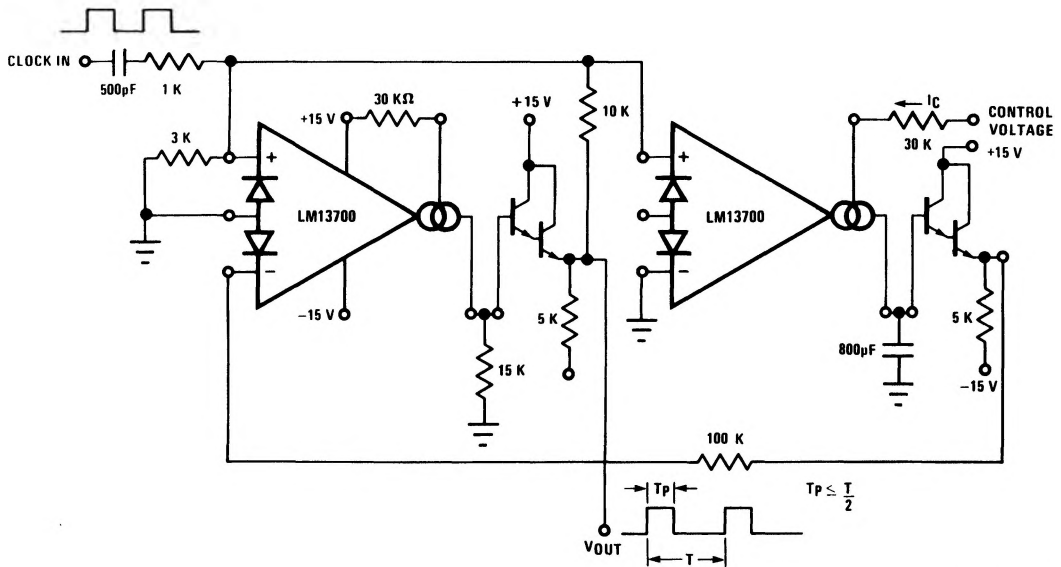 CLOCK IN
500pF
1 K
3 K
+
–
LM13700
+15 V
–15 V
30 KΩ
+15 V
15 K
5 K
10 K
+
–
LM13700
IC
30 K
CONTROL
VOLTAGE
+15 V
800µF
5 K
–15 V
100 K
VOUT
TP
T
TP ≤ T/2